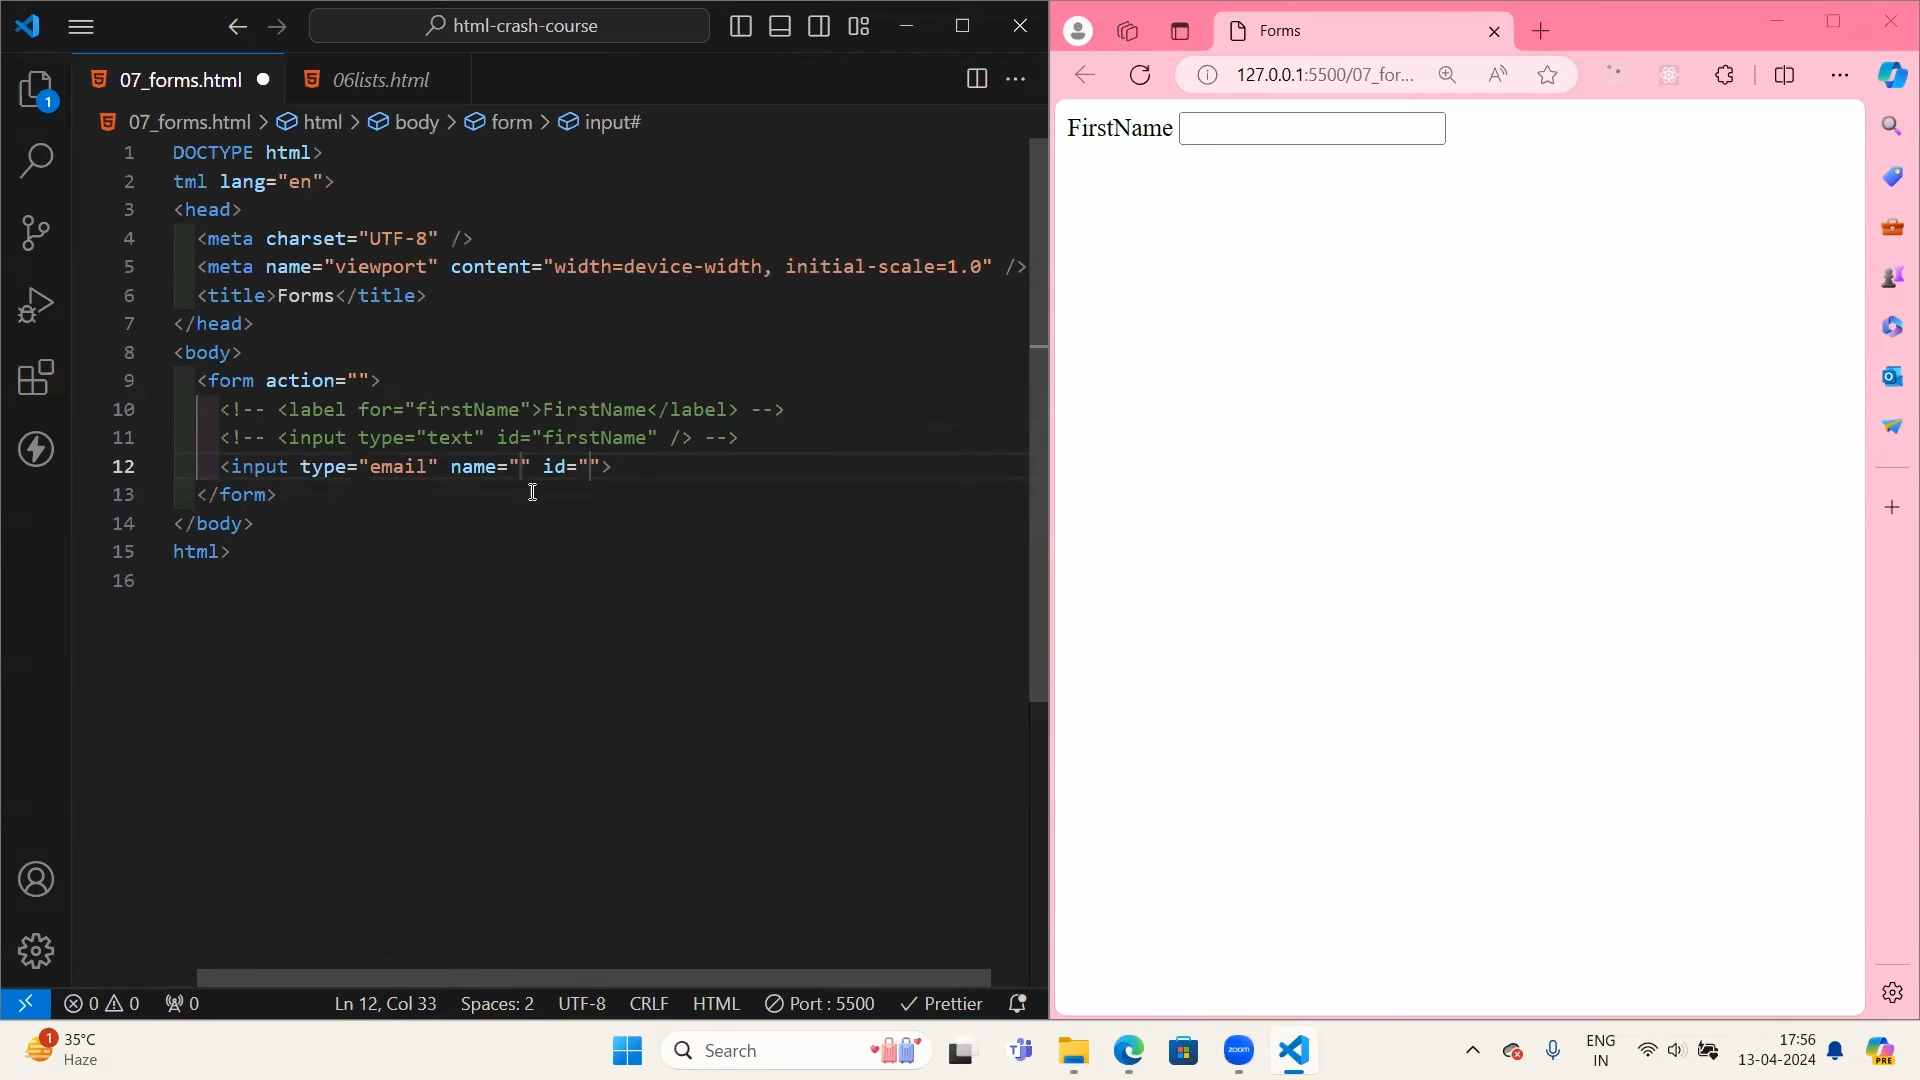 html-crash-course
07_forms.html
06lists.html
07_forms.html > html > body > form > input#
1 DOCTYPE html>
2 tml lang="en">
3 <head>
4 <meta charset="UTF-8" />
5 <meta name="viewport" content="width=device-width, initial-scale=1.0" />
6 <title>Forms</title>
7 </head>
8 <body>
9 <form action="">
10 <!-- <label for="firstName">FirstName</label> -->
11 <!-- <input type="text" id="firstName" /> -->
12 <input type="email" name="" id="">
13 </form>
14 </body>
15 html>
16
1
0 0 0
Ln 12, Col 33 Spaces: 2 UTF-8 CRLF HTML Port : 5500 Prettier
Forms
127.0.0.1:5500/07_for...
FirstName
1
35°C
Haze
Search
zoom
ENG
IN
17:56
13-04-2024
PRE